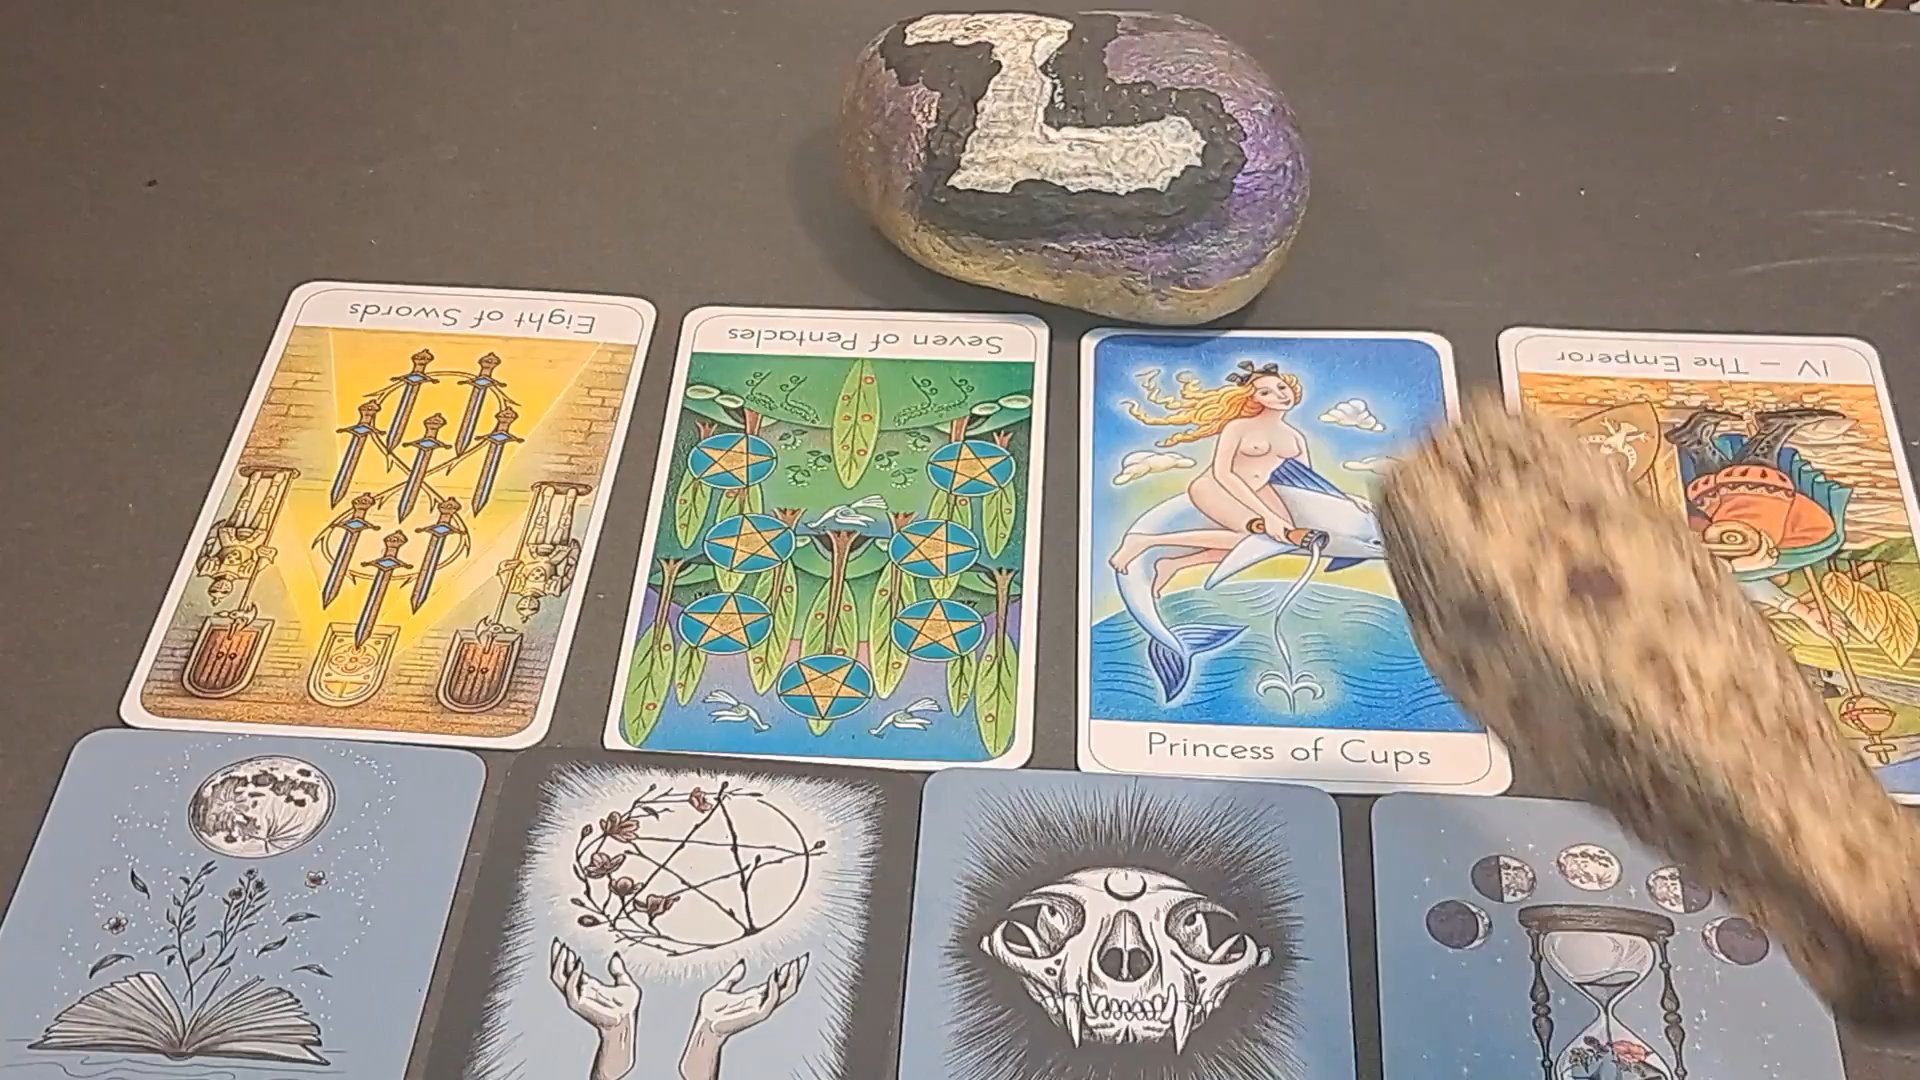 L
Eight of Swords
Seven of Pentacles
Princess of Cups
IV – The Emperor